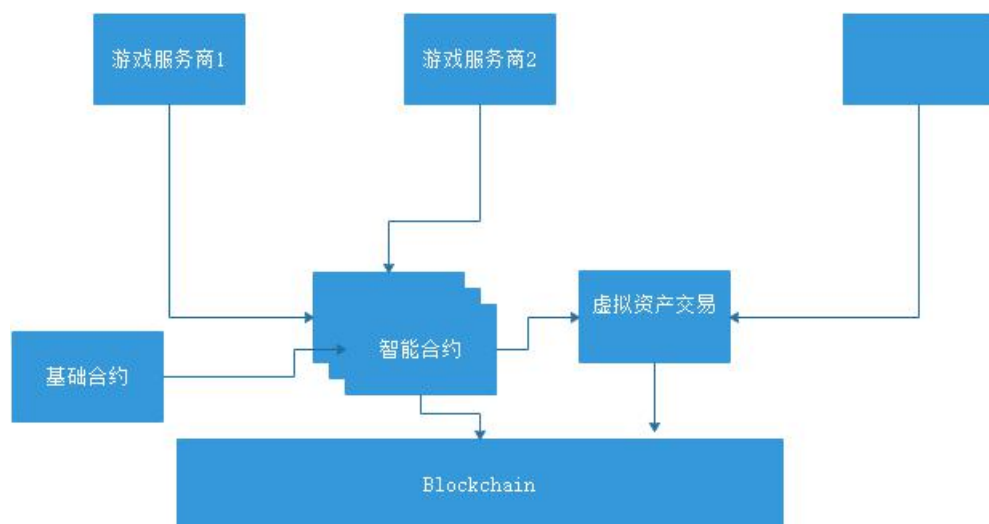 游戏服务商1
游戏服务商2
虚拟资产交易
智能合约
基础合约
Blockchain